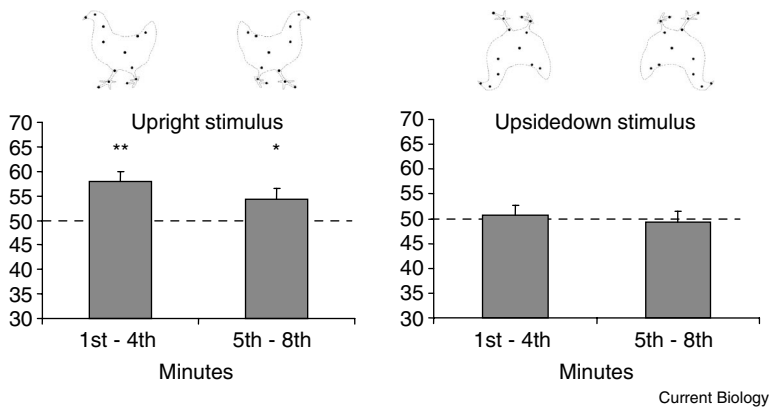 Upright stimulus
70
65
60
55
50
45
40
35
30
**
*
1st - 4th
5th - 8th
Minutes
Upsidedown stimulus
70
65
60
55
50
45
40
35
30
1st - 4th
5th - 8th
Minutes
Current Biology